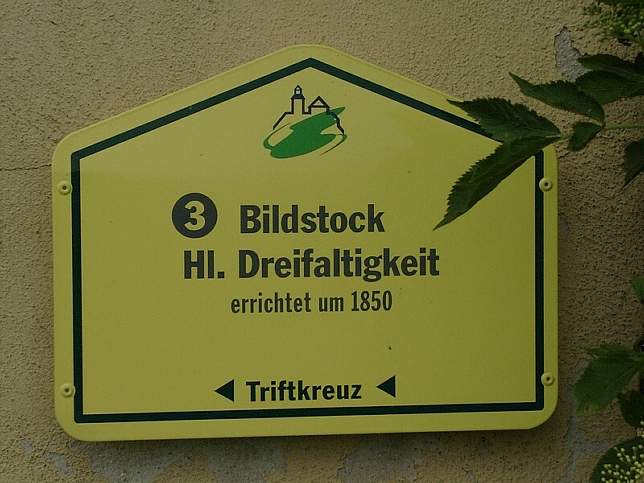 3 Bildstock
Hl. Dreifaltigkeit
errichtet um 1850
◄ Triftkreuz ◄